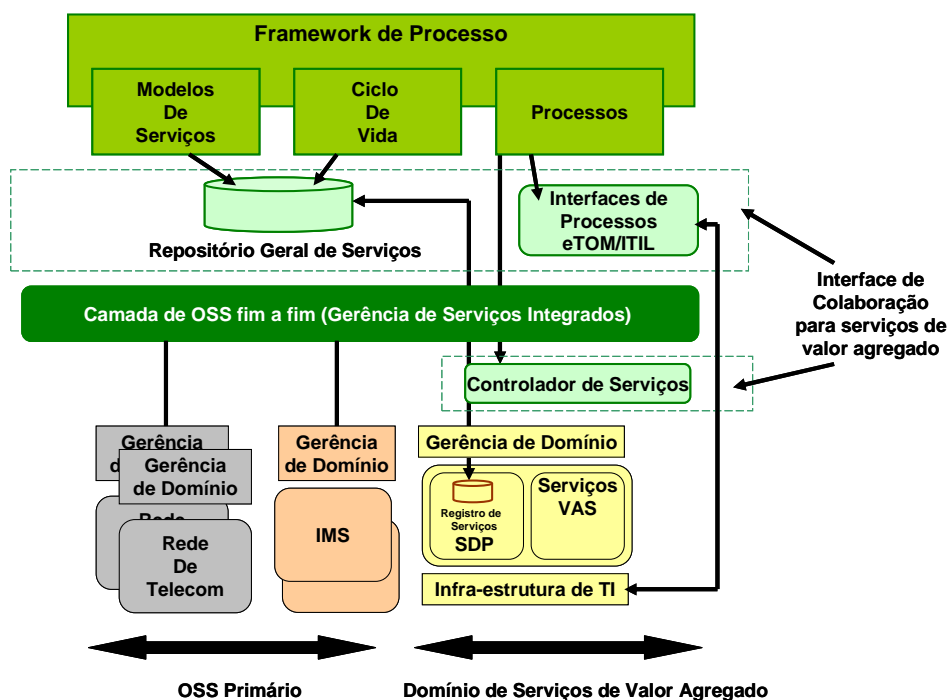 Framework de Processo
Modelos
De
Serviços
Ciclo
De
Vida
Processos
Repositório Geral de Serviços
Interfaces de
Processos
eTOM/ITIL
Interface de
Colaboração
para serviços de
valor agregado
Camada de OSS fim a fim (Gerência de Serviços Integrados)
Controlador de Serviços
Gerência
de
Gerência
de Domínio
Rede
Rede
De
Telecom
Gerência
de Domínio
IMS
Gerência de Domínio
Registro de
Serviços
SDP
Serviços
VAS
Infra-estrutura de TI
OSS Primário
Domínio de Serviços de Valor Agregado